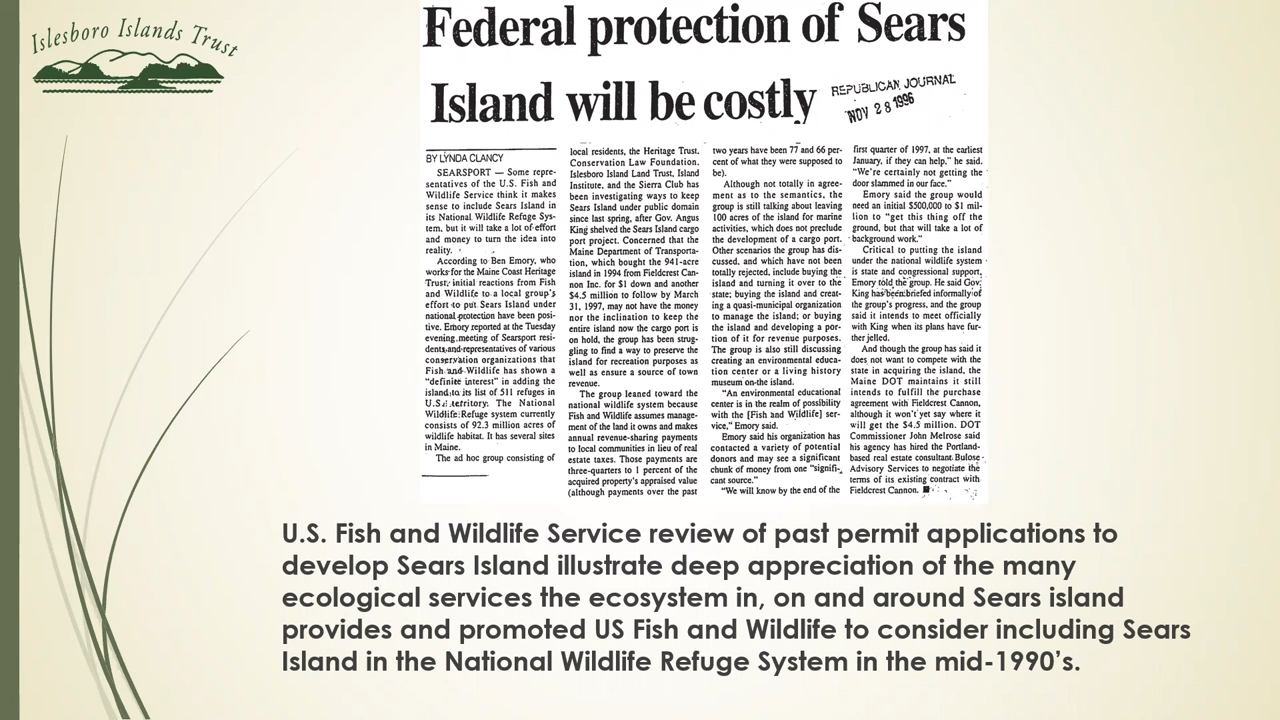 Islesboro Islands Trust
Federal protection of Sears
Island will be costly
REPUBLICAN JOURNAL
NOV 28 1996
BY LYNDA CLANCY
SEARSPORT — Some repre-
sentatives of the U.S. Fish and
Wildlife Service think it makes
sense to include Sears Island in
its National Wildlife Refuge Sys-
tem, but it will take a lot of effort
and money to turn the idea into
reality.
According to Ben Emory, who
works for the Maine Coast Heritage
Trust, initial reactions from Fish
and Wildlife to a local group's
effort to put Sears Island under
national protection have been posi-
tive. Emory reported at the Tuesday
evening meeting of Searsport resi-
dents and representatives of various
conservation organizations that
Fish and Wildlife has shown a
"definite interest" in adding the
island to its list of 511 refuges in
U.S. territory. The National
Wildlife Refuge system currently
consists of 92.3 million acres of
wildlife habitat. It has several sites
in Maine.
The ad hoc group consisting of
local residents, the Heritage Trust,
Conservation Law Foundation,
Islesboro Island Land Trust, Island
Institute, and the Sierra Club has
been investigating ways to keep
Sears Island under public domain
since last spring, after Gov. Angus
King shelved the Sears Island cargo
port project. Concerned that the
Maine Department of Transporta-
tion, which bought the 941-acre
island in 1994 from Fieldcrest Can-
non Inc. for $1 down and another
$4.5 million to follow by March
31, 1997, may not have the money
nor the inclination to keep the
entire island now the cargo port is
on hold, the group has been strug-
gling to find a way to preserve the
island for recreation purposes as
well as ensure a source of town
revenue.
The group leaned toward the
national wildlife system because
Fish and Wildlife assumes manage-
ment of the land it owns and makes
annual revenue-sharing payments
to local communities in lieu of real
estate taxes. Those payments are
three-quarters to 1 percent of the
acquired property's appraised value
(although payments over the past
two years have been 77 and 66 per-
cent of what they were supposed to
be).
Although not totally in agree-
ment as to the semantics, the
group is still talking about leaving
100 acres of the island for marine
activities, which does not preclude
the development of a cargo port.
Other scenarios the group has dis-
cussed, and which have not been
totally rejected, include buying the
island and turning it over to the
state; buying the island and creat-
ing a quasi-municipal organization
to manage the island; or buying
the island and developing a por-
tion of it for revenue purposes.
The group is also still discussing
creating an environmental educa-
tion center or a living history
museum on the island.
"An environmental educational
center is in the realm of possibility
with the [Fish and Wildlife] ser-
vice," Emory said.
Emory said his organization has
contacted a variety of potential
donors and may see a significant
chunk of money from one "signifi-
cant source."
"We will know by the end of the
first quarter of 1997, at the earliest
January, if they can help," he said.
"We're certainly not getting the
door slammed in our face."
Emory said the group would
need an initial $500,000 to $1 mil-
lion to "get this thing off the
ground, but that will take a lot of
background work."
Critical to putting the island
under the national wildlife system
is state and congressional support,
Emory told the group. He said Gov.
King has been briefed informally of
the group's progress, and the group
said it intends to meet officially
with King when its plans have fur-
ther jelled.
And though the group has said it
does not want to compete with the
state in acquiring the island, the
Maine DOT maintains it still
intends to fulfill the purchase
agreement with Fieldcrest Cannon,
although it won't yet say where it
will get the $4.5 million. DOT
Commissioner John Melrose said
his agency has hired the Portland-
based real estate consultant Bulose
Advisory Services to negotiate the
terms of its existing contract with
Fieldcrest Cannon.
U.S. Fish and Wildlife Service review of past permit applications to
develop Sears Island illustrate deep appreciation of the many
ecological services the ecosystem in, on and around Sears island
provides and promoted US Fish and Wildlife to consider including Sears
Island in the National Wildlife Refuge System in the mid-1990's.